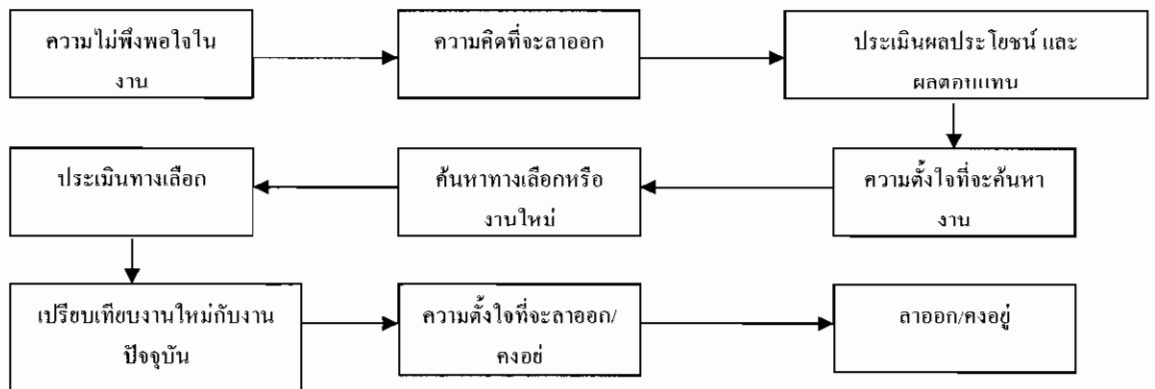 ความไม่พึงพอใจใน
งาน
ความคิดที่จะลาออก
ประเมินผลประโยชน์ และ
ผลตอบแทน
ความตั้งใจที่จะค้นหา
งาน
ค้นหาทางเลือกหรือ
งานใหม่
ประเมินทางเลือก
เปรียบเทียบงานใหม่กับงาน
ปัจจุบัน
ความตั้งใจที่จะลาออก/
คงอยู่
ลาออก/คงอยู่